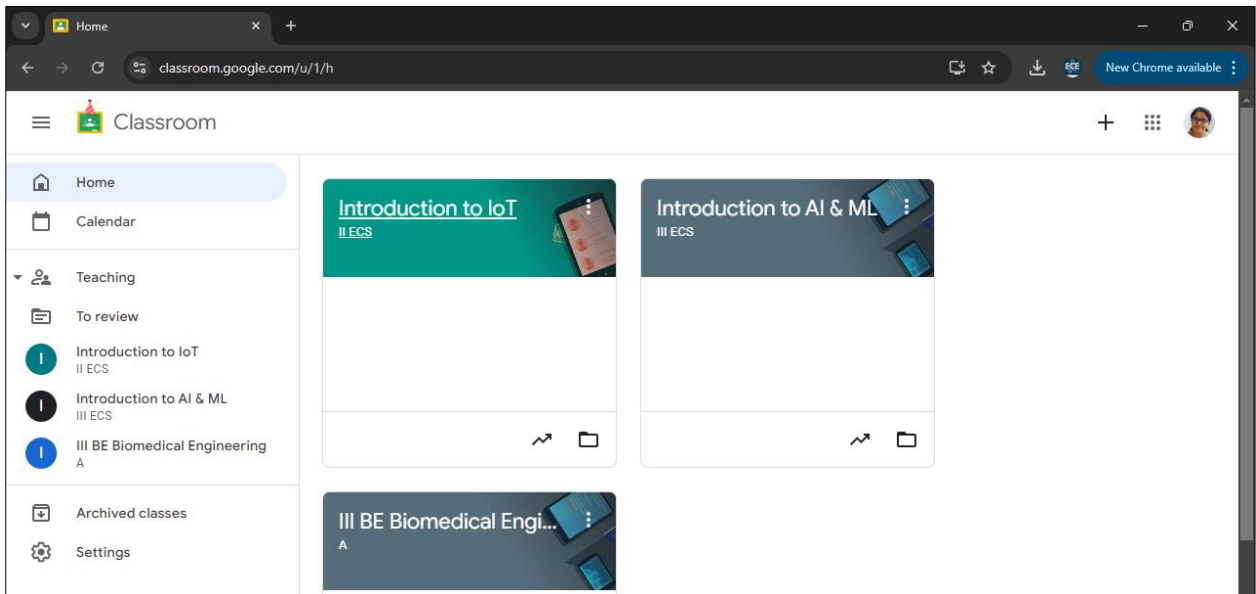 Home
classroom.google.com/u/1/h
ECE
New Chrome available
Classroom
Home
Calendar
Teaching
To review
I
Introduction to IoT
II ECS
I
Introduction to AI & ML
III ECS
I
III BE Biomedical Engineering
A
Archived classes
Settings
Introduction to IoT
II ECS
Introduction to AI & ML
III ECS
III BE Biomedical Engi...
A